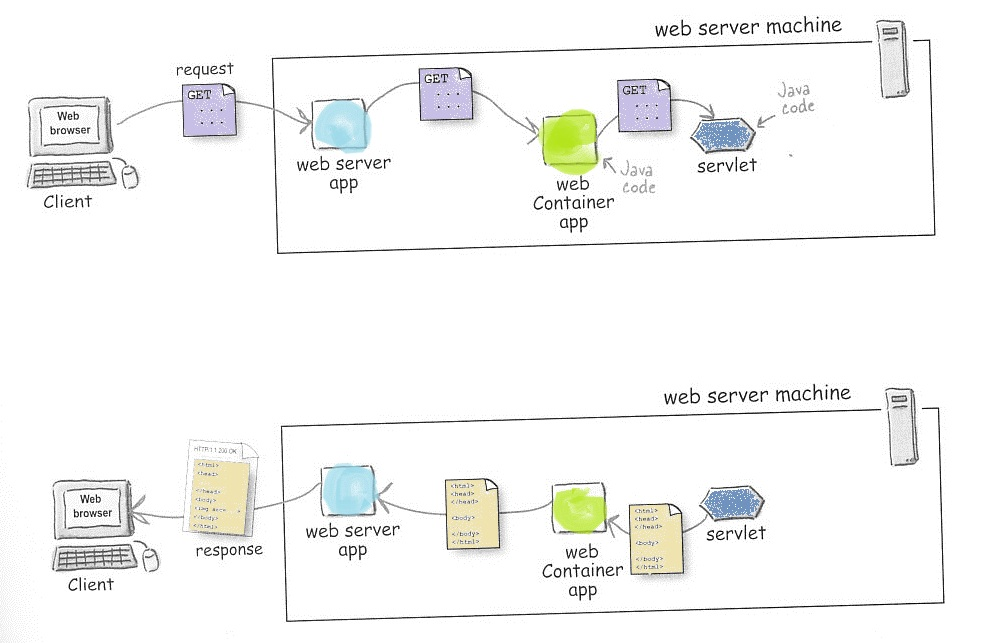 web server machine
request
GET
GET
GET
Java
code
Web
browser
web server
app
servlet
Java
code
web
Container
app
Client
web server machine
HTTP/1.1 200 OK
<html>
<head>
</head>
<body>
<img src=
</body>
</html>
<html>
<head>
</head>
<body>
</body>
</html>
<html>
<head>
</head>
<body>
</body>
</html>
Web
browser
web server
app
response
servlet
web
Container
app
Client